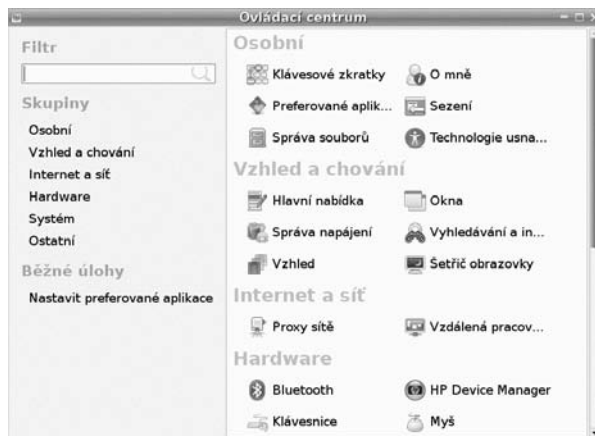 Ovládací centrum
Filtr
Skupiny
Osobní
Vzhled a chování
Internet a síť
Hardware
Systém
Ostatní
Běžné úlohy
Nastavit preferované aplikace
Osobní
Klávesové zkratky
O mně
Preferované aplik...
Sezení
Správa souborů
Technologie usna...
Vzhled a chování
Hlavní nabídka
Okna
Správa napájení
Vyhledávání a in...
Vzhled
Šetřič obrazovky
Internet a síť
Proxy sítě
Vzdálená pracov...
Hardware
Bluetooth
HP Device Manager
Klávesnice
Myš